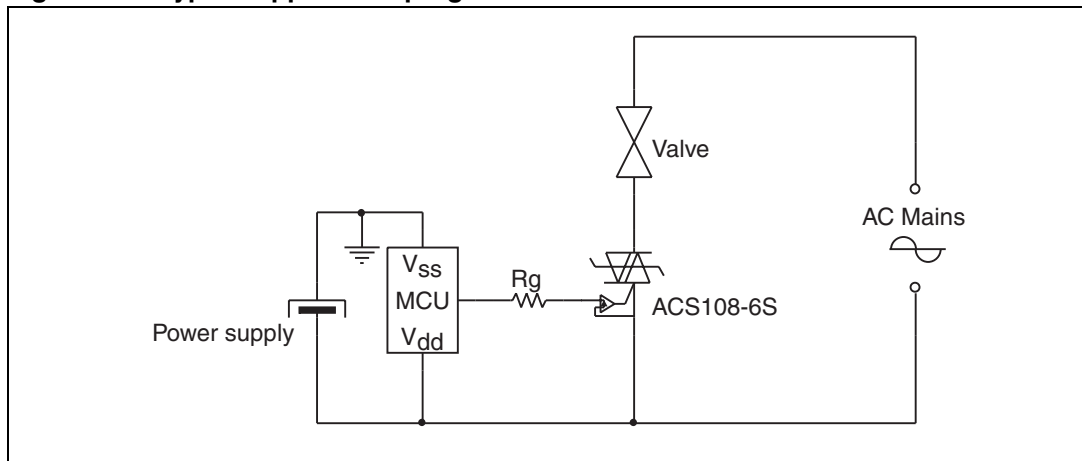 Valve
AC Mains
VSS
MCU
Vdd
Rg
ACS108-6S
Power supply